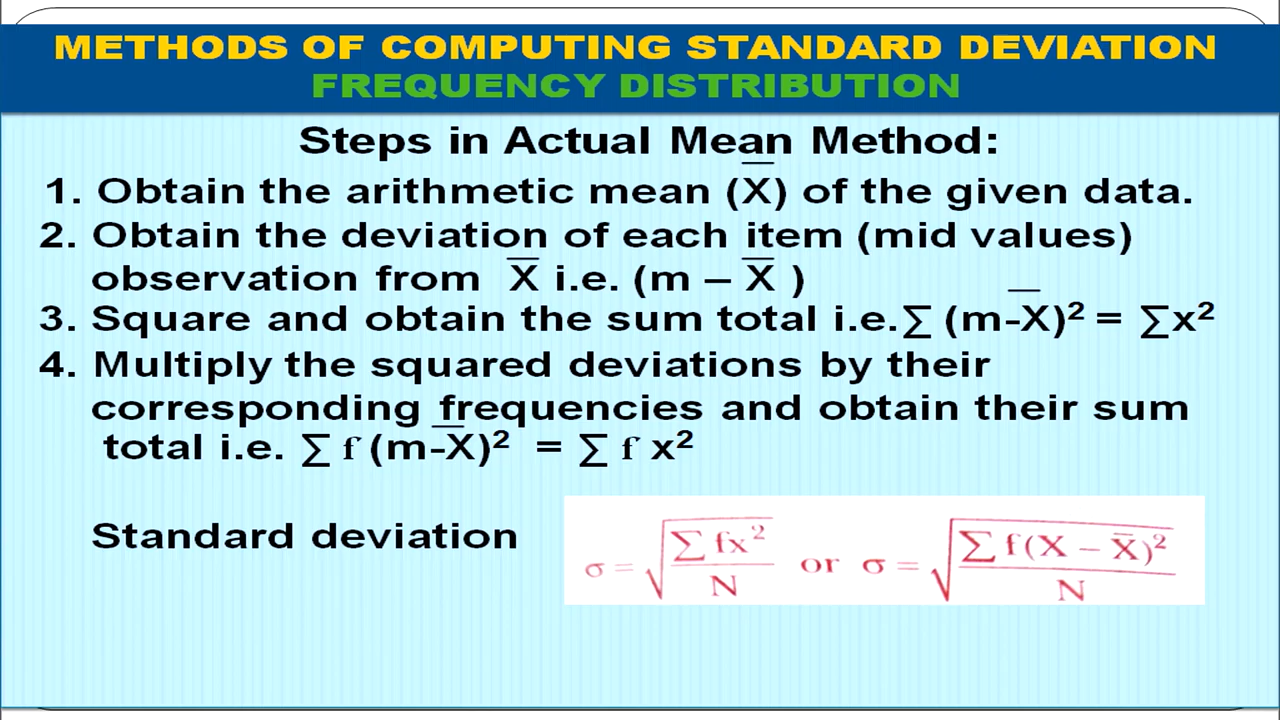 METHODS OF COMPUTING STANDARD DEVIATION
FREQUENCY DISTRIBUTION
Steps in Actual Mean Method:
1. Obtain the arithmetic mean (X̅) of the given data.
2. Obtain the deviation of each item (mid values)
observation from X̅ i.e. (m – X̅ )
3. Square and obtain the sum total i.e.∑ (m-X̅)² = ∑x²
4. Multiply the squared deviations by their
corresponding frequencies and obtain their sum
total i.e. ∑ f (m-X̅)² = ∑ f x²
Standard deviation σ = √(∑ fx² / N) or σ = √(∑ f(X – X̅)² / N)